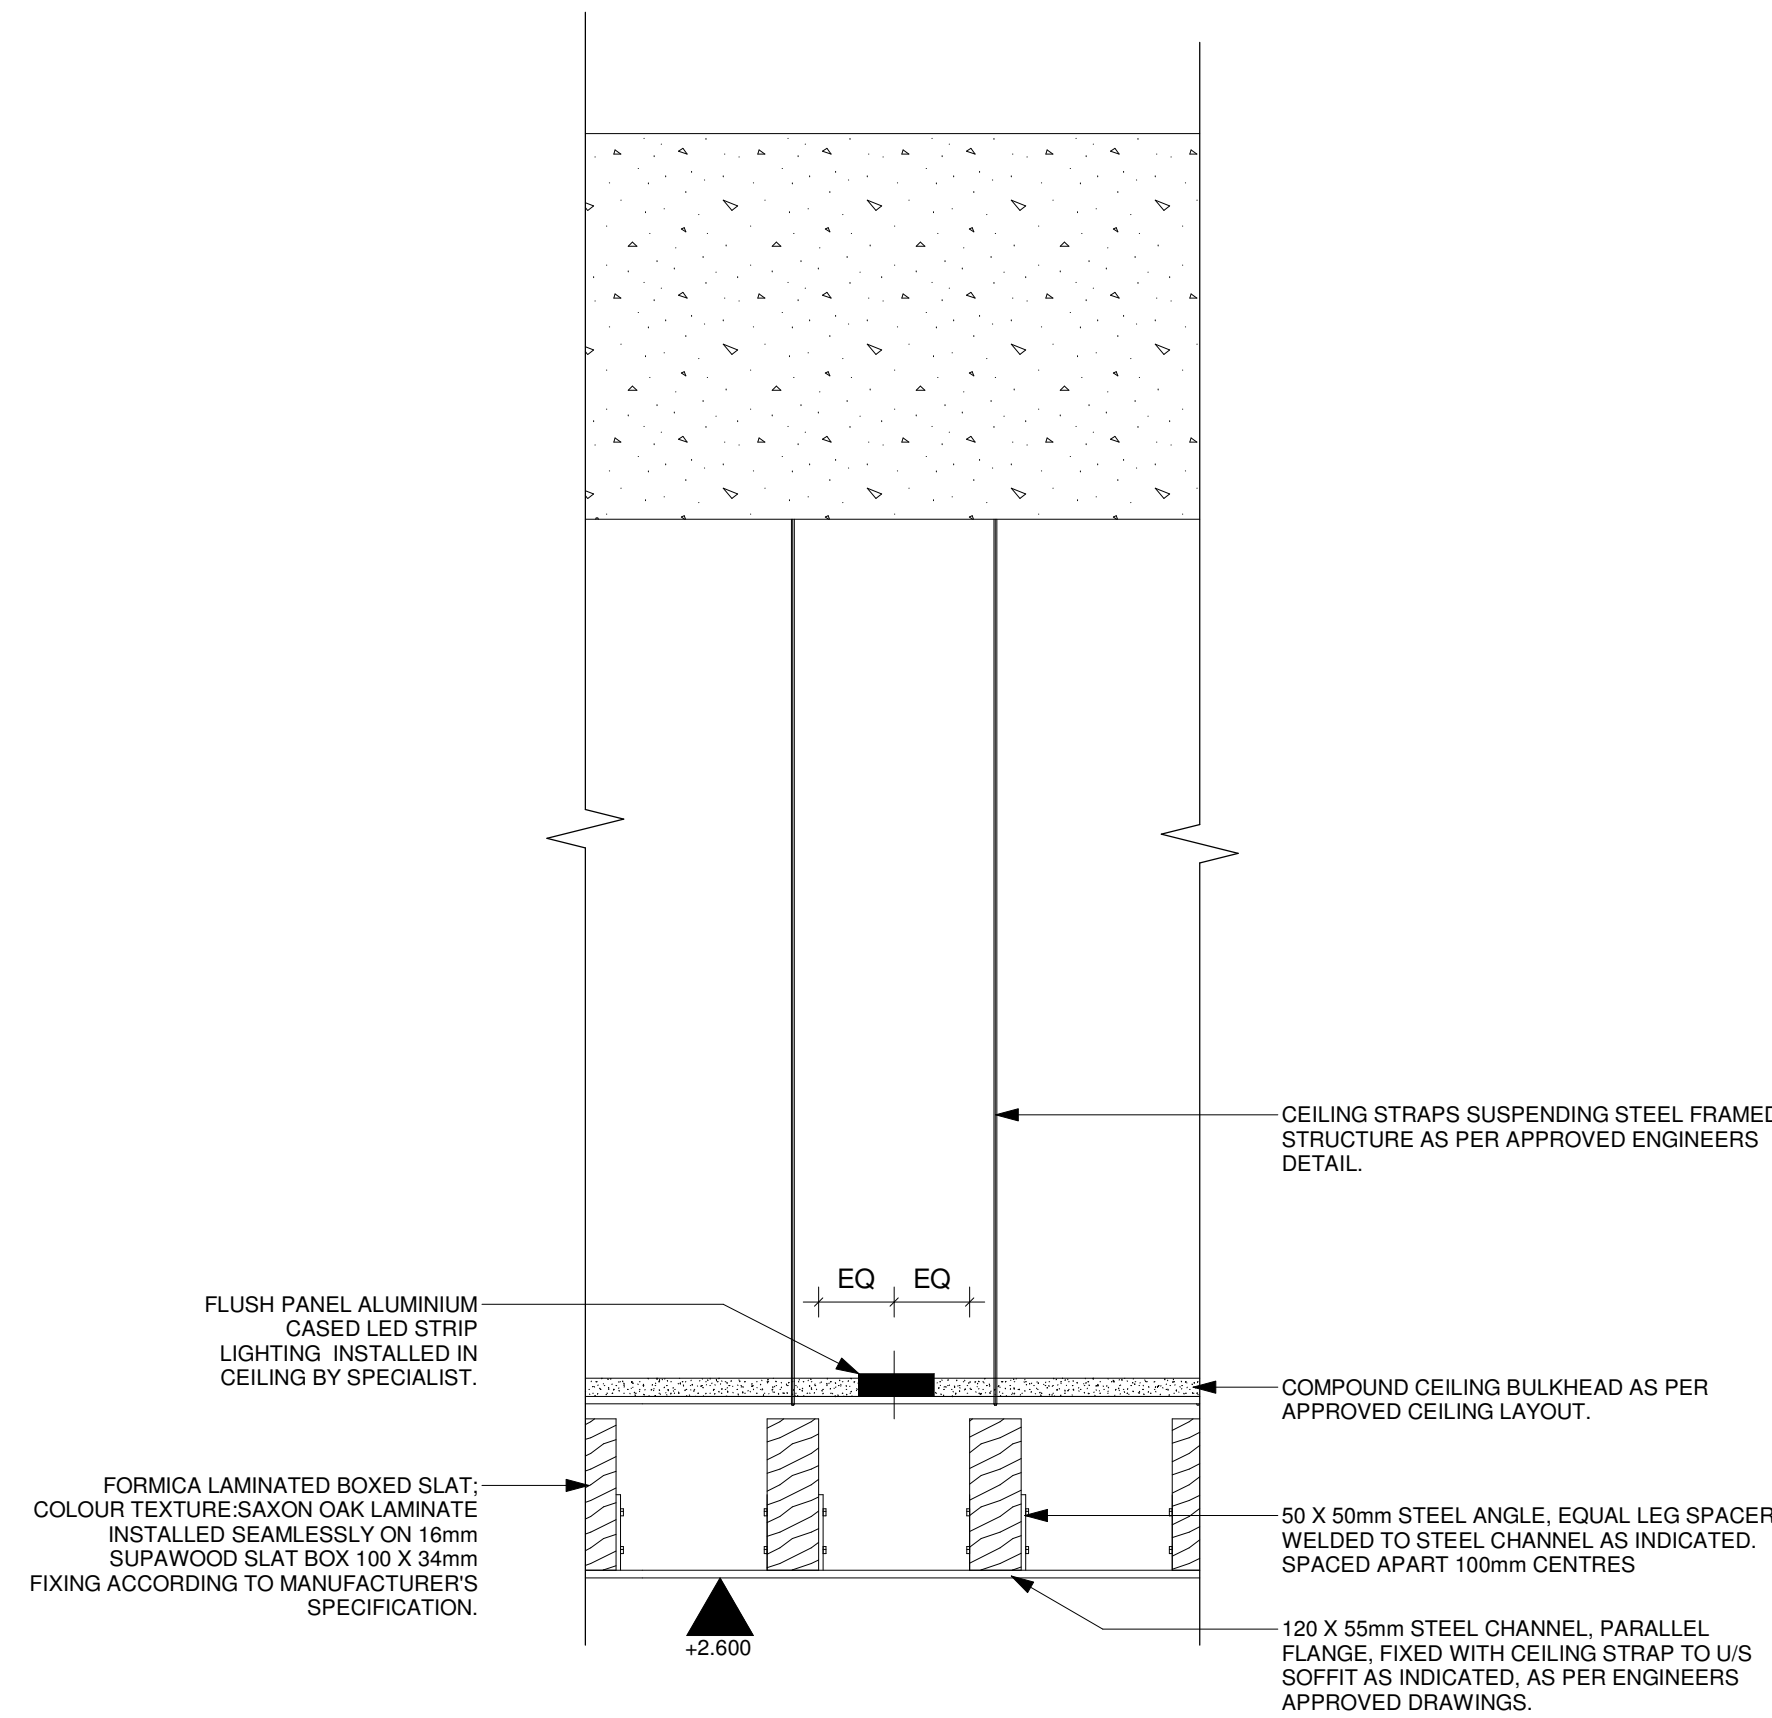 CEILING STRAPS SUSPENDING STEEL FRAMED
STRUCTURE AS PER APPROVED ENGINEERS
DETAIL.
EQ EQ
FLUSH PANEL ALUMINIUM
CASED LED STRIP
LIGHTING INSTALLED IN
CEILING BY SPECIALIST.
COMPOUND CEILING BULKHEAD AS PER
APPROVED CEILING LAYOUT.
FORMICA LAMINATED BOXED SLAT;
COLOUR TEXTURE:SAXON OAK LAMINATE
INSTALLED SEAMLESSLY ON 16mm
SUPAWOOD SLAT BOX 100 X 34mm
FIXING ACCORDING TO MANUFACTURER'S
SPECIFICATION.
50 X 50mm STEEL ANGLE, EQUAL LEG SPACER
WELDED TO STEEL CHANNEL AS INDICATED.
SPACED APART 100mm CENTRES
+2.600
120 X 55mm STEEL CHANNEL, PARALLEL
FLANGE, FIXED WITH CEILING STRAP TO U/S
SOFFIT AS INDICATED, AS PER ENGINEERS
APPROVED DRAWINGS.